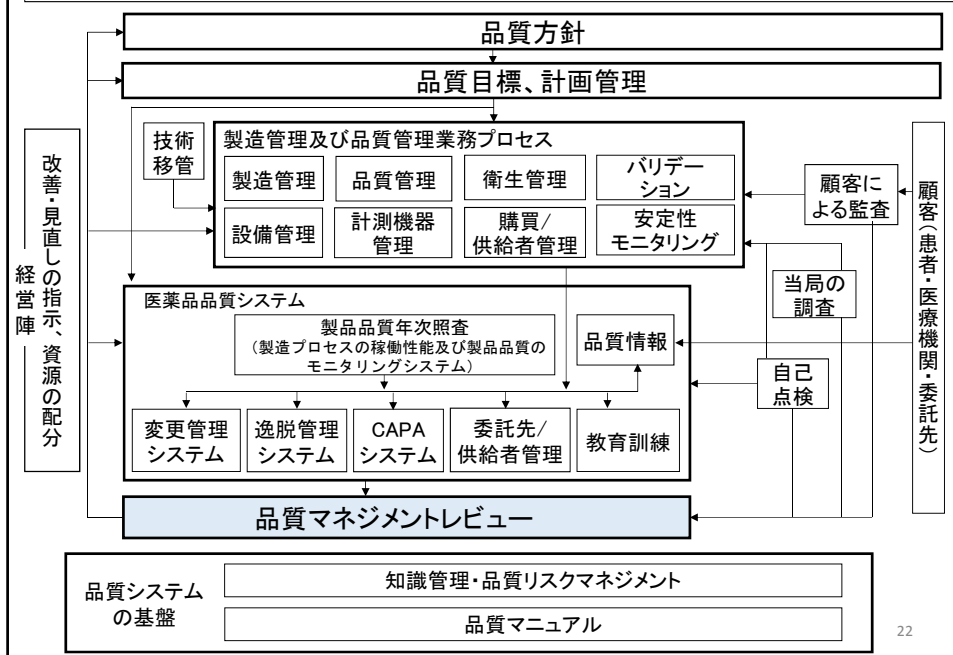 品質方針
品質目標、計画管理
技術
移管
製造管理及び品質管理業務プロセス
製造管理
品質管理
衛生管理
バリデー
ション
設備管理
計測機器
管理
購買/
供給者管理
安定性
モニタリング
顧客に
よる監査
顧客(患者・医療機関・委託先)
当局の
調査
自己
点検
改善・見直しの指示、資源の配分
経営陣
医薬品品質システム
製品品質年次照査
(製造プロセスの稼働性能及び製品品質の
モニタリングシステム)
品質情報
変更管理
システム
逸脱管理
システム
CAPA
システム
委託先/
供給者管理
教育訓練
品質マネジメントレビュー
品質システム
の基盤
知識管理・品質リスクマネジメント
品質マニュアル
22